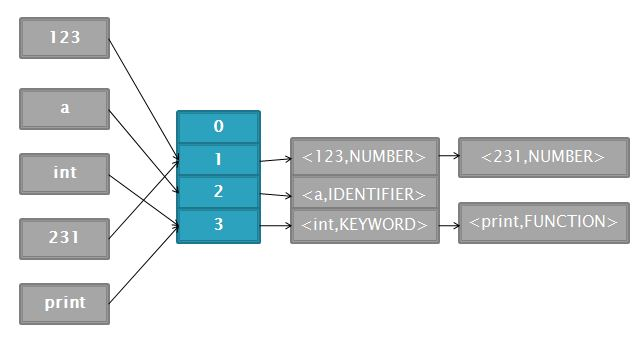 123
a
int
231
print
0
1
2
3
<123,NUMBER>
<a,IDENTIFIER>
<int,KEYWORD>
<231,NUMBER>
<print,FUNCTION>